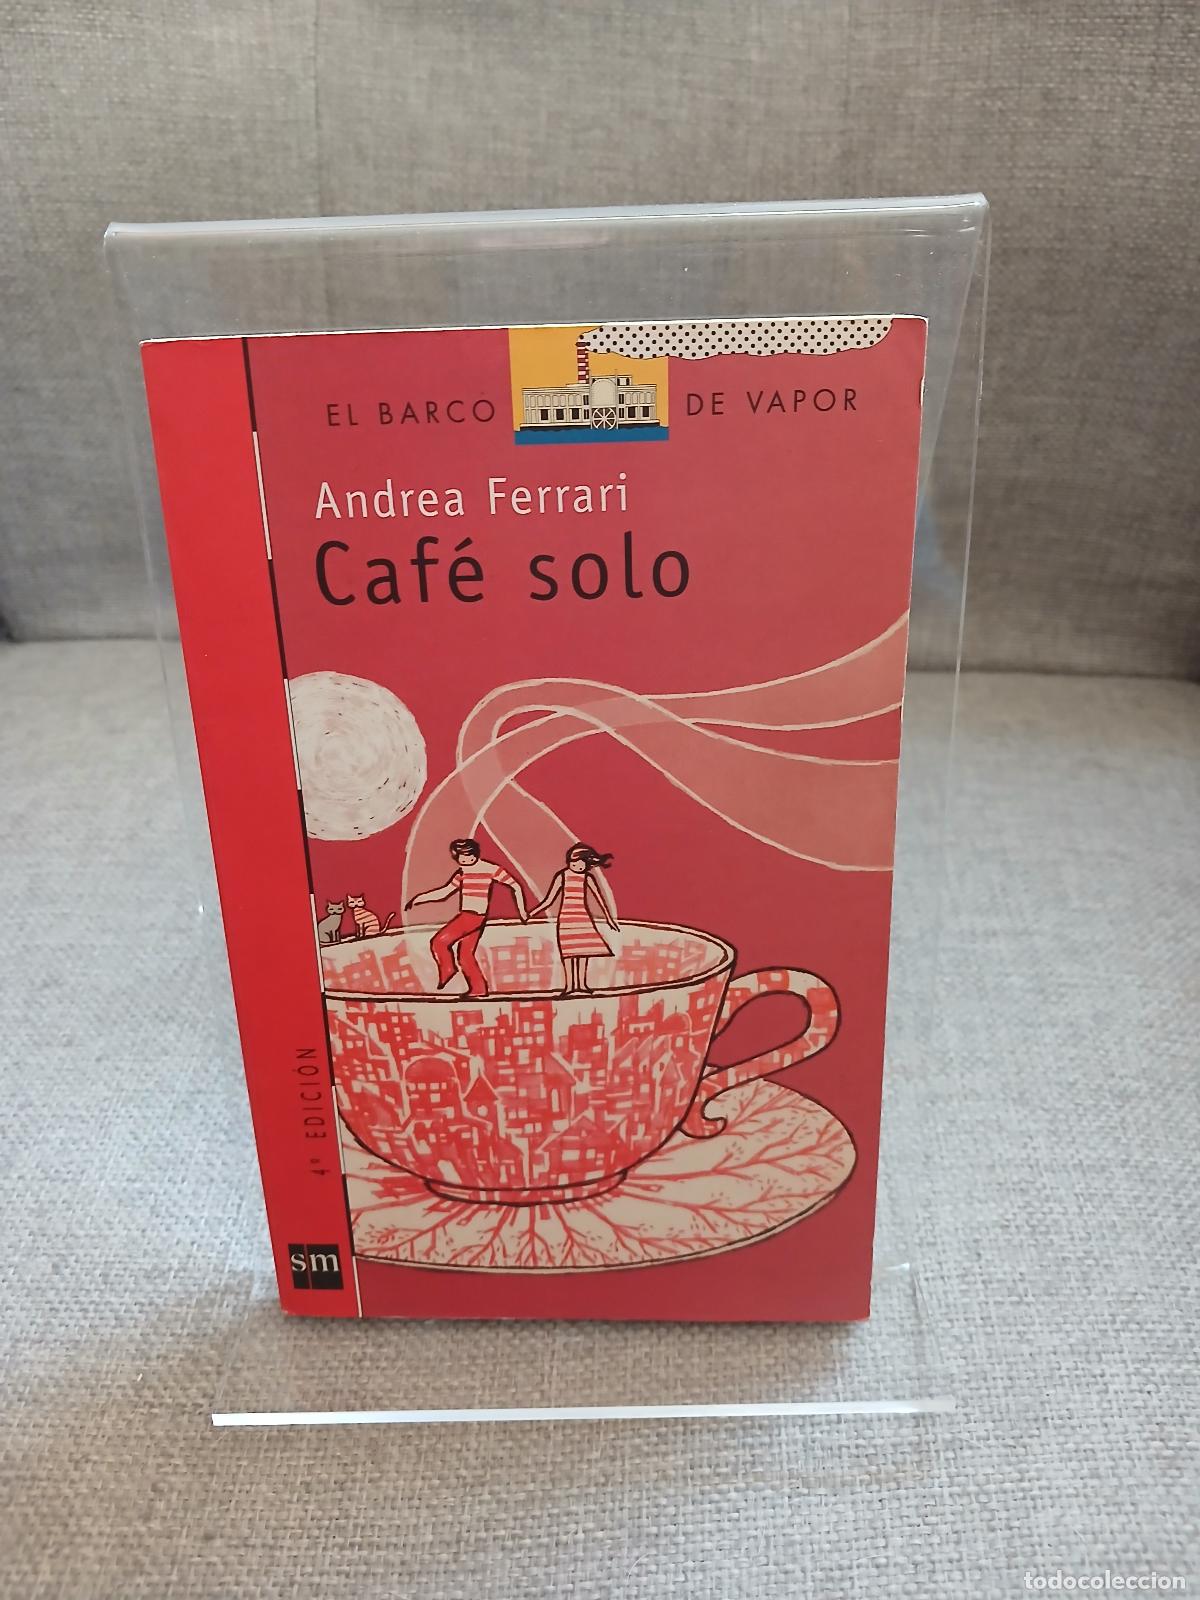 EL BARCO DE VAPOR
Andrea Ferrari
Café solo
4ª EDICIÓN
sm
todocoleccion